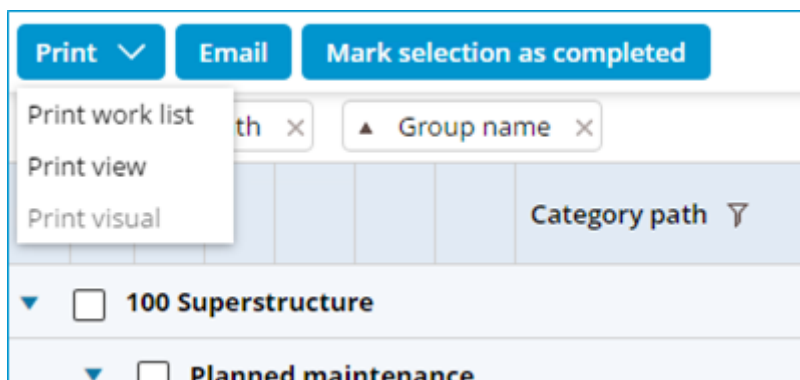 Print Email Mark selection as completed
Print work list
th Group name
Print view
Print visual
Category path
100 Superstructure
Planned maintenance